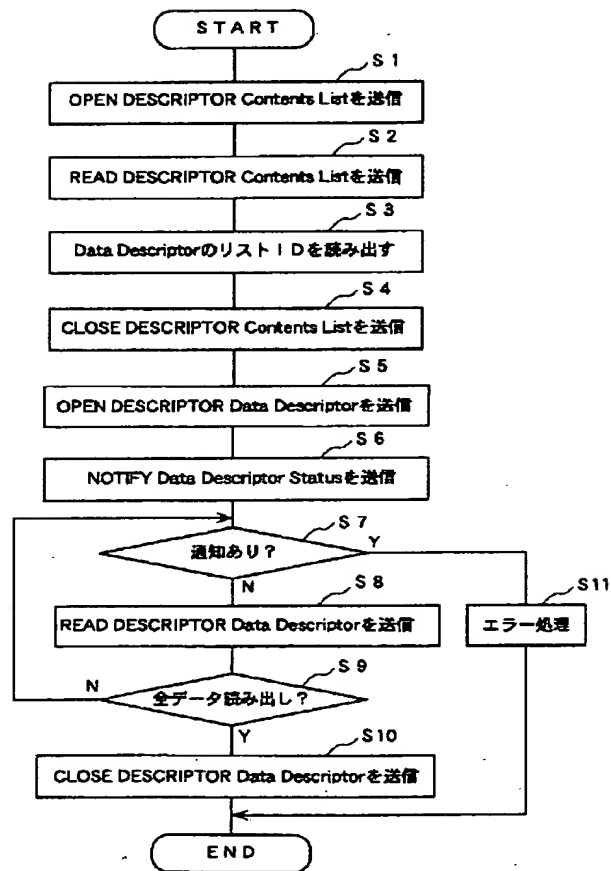 START
S1
OPEN DESCRIPTOR Contents Listを送信
S2
READ DESCRIPTOR Contents Listを送信
S3
Data DescriptorのリストIDを読み出す
S4
CLOSE DESCRIPTOR Contents Listを送信
S5
OPEN DESCRIPTOR Data Descriptorを送信
S6
NOTIFY Data Descriptor Statusを送信
S7
通知あり?
Y
N
S8
READ DESCRIPTOR Data Descriptorを送信
S11
エラー処理
S9
N
全データ読み出し?
Y
S10
CLOSE DESCRIPTOR Data Descriptorを送信
END